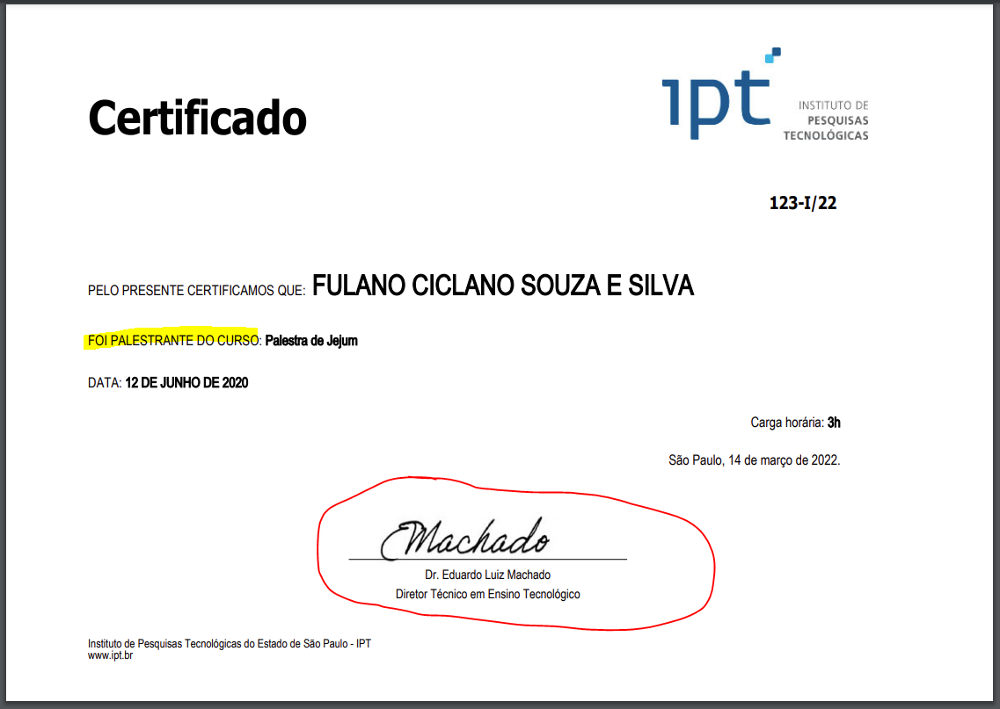 Certificado
ipt
INSTITUTO DE
PESQUISAS
TECNOLÓGICAS
123-I/22
PELO PRESENTE CERTIFICAMOS QUE: FULANO CICLANO SOUZA E SILVA
FOI PALESTRANTE DO CURSO: Palestra de Jejum
DATA: 12 DE JUNHO DE 2020
Carga horária: 3h
São Paulo, 14 de março de 2022.
Machado
Dr. Eduardo Luiz Machado
Diretor Técnico em Ensino Tecnológico
Instituto de Pesquisas Tecnológicas do Estado de São Paulo - IPT
www.ipt.br